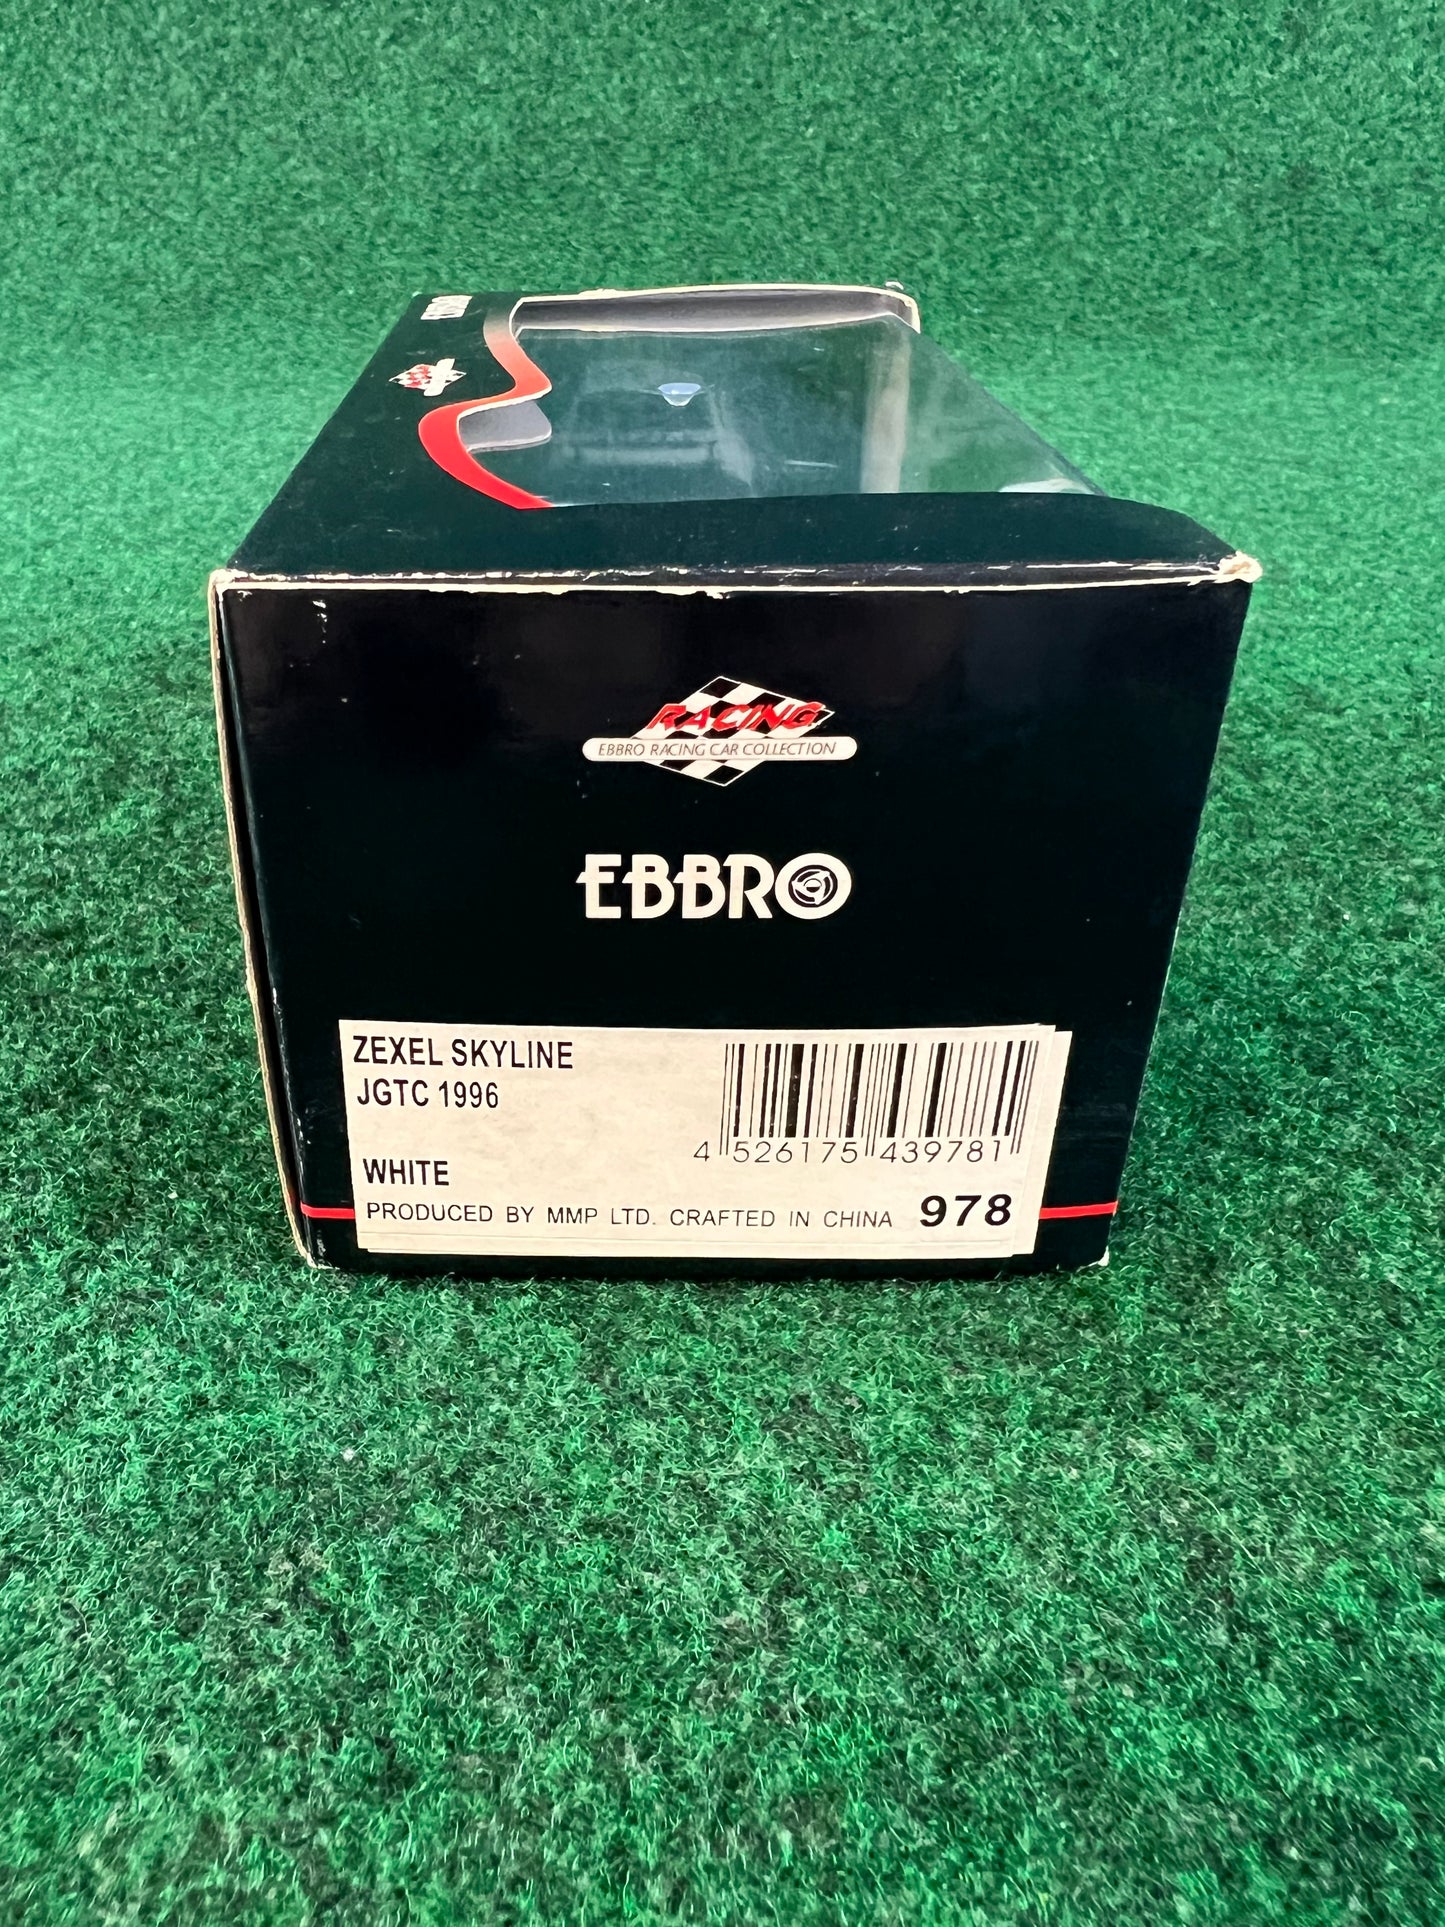 EBBRO
RACING
EBBRO RACING CAR COLLECTION
EBBRO
ZEXEL SKYLINE
JGTC 1996
4 526175 439781
WHITE
PRODUCED BY MMP LTD. CRAFTED IN CHINA 978